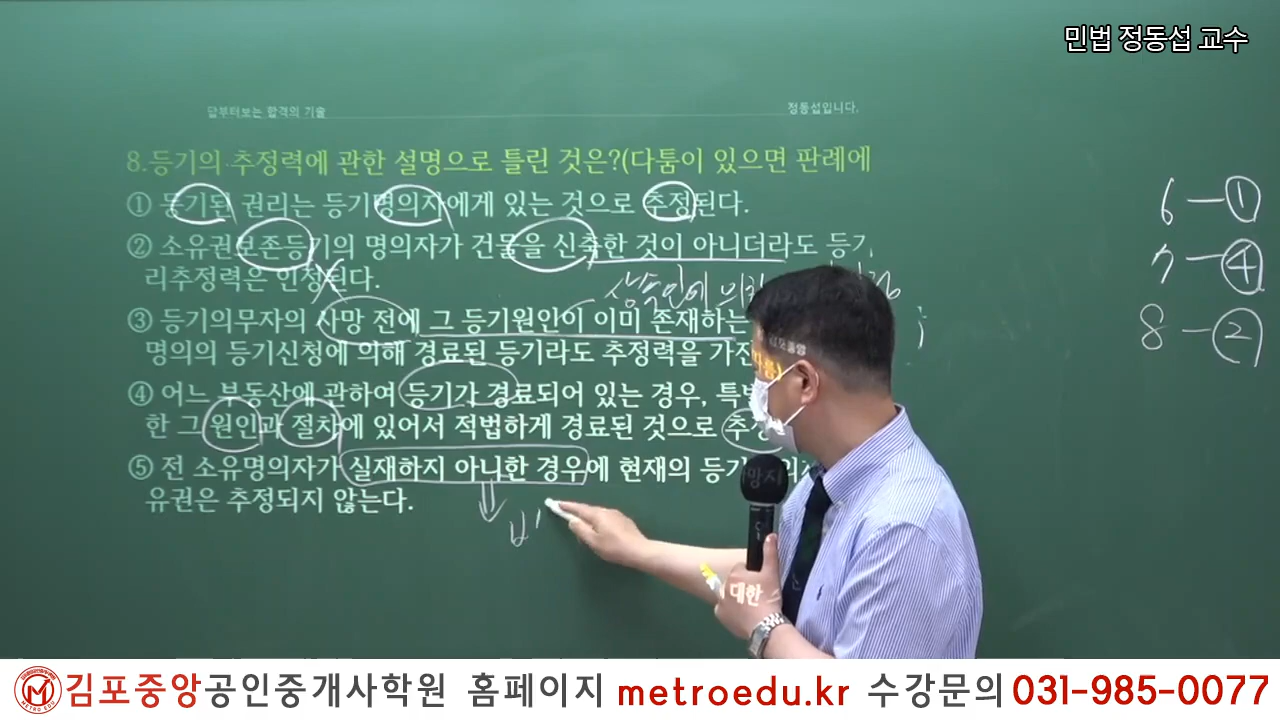 민법 정동섭 교수
답부터보는 합격의 기술
정동섭입니다.
8.등기의 추정력에 관한 설명으로 틀린 것은?(다툼이 있으면 판례에
① 등기된 권리는 등기명의자에게 있는 것으로 추정된다.
② 소유권보존등기의 명의자가 건물을 신축한 것이 아니더라도 등기
리추정력은 인정된다.
③ 등기의무자의 사망 전에 그 등기원인이 이미 존재하는
명의의 등기신청에 의해 경료된 등기라도 추정력을 가진
④ 어느 부동산에 관하여 등기가 경료되어 있는 경우, 특별
한 그 원인과 절차에 있어서 적법하게 경료된 것으로 추정
⑤ 전 소유명의자가 실재하지 아니한 경우에 현재의 등기
유권은 추정되지 않는다.
6 - ①
7 - ④
8 - ②
대한
METRO EDU
김포중앙공인중개사학원 홈페이지 metroedu.kr 수강문의 031-985-0077